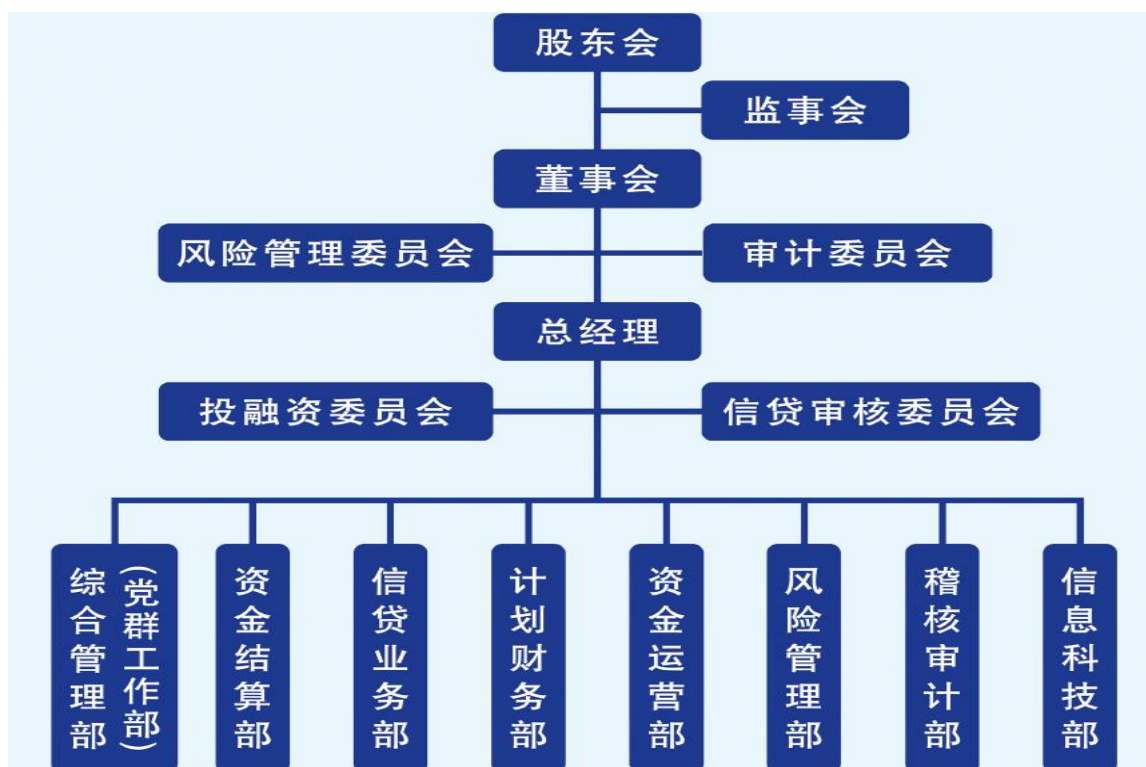 股东会
监事会
董事会
风险管理委员会
审计委员会
总经理
投融资委员会
信贷审核委员会
综合管理部
(党群工作部)
资金结算部
信贷业务部
计划财务部
资金运营部
风险管理部
稽核审计部
信息科技部